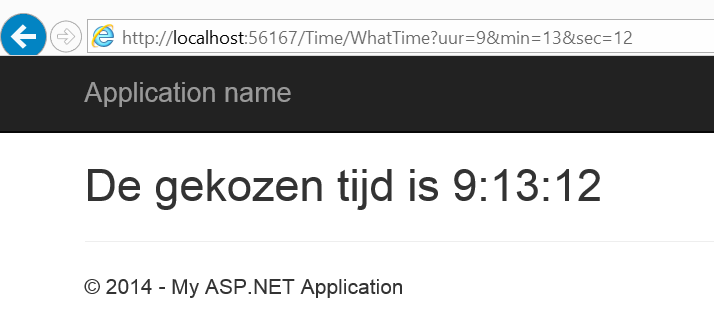 http://localhost:56167/Time/WhatTime?uur=9&min=13&sec=12
Application name
De gekozen tijd is 9:13:12
© 2014 - My ASP.NET Application